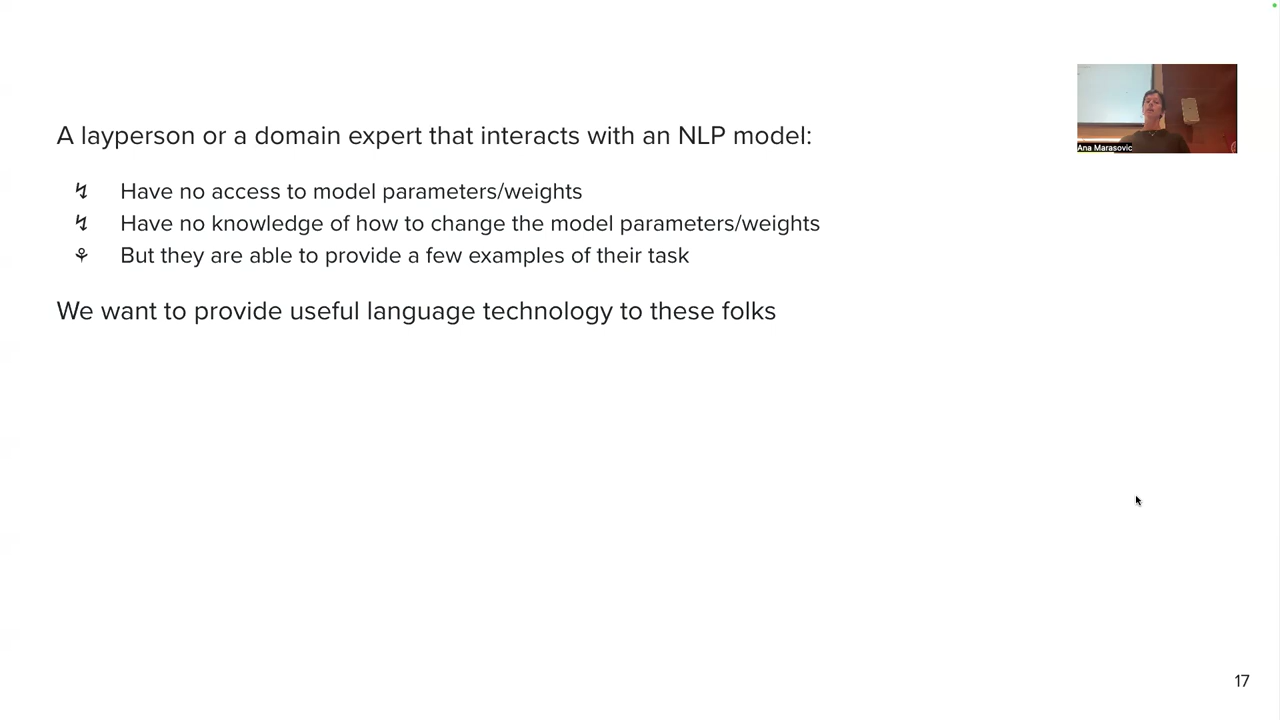 A layperson or a domain expert that interacts with an NLP model:
↯ Have no access to model parameters/weights
↯ Have no knowledge of how to change the model parameters/weights
⚘ But they are able to provide a few examples of their task
We want to provide useful language technology to these folks
Ana Marasovic
17